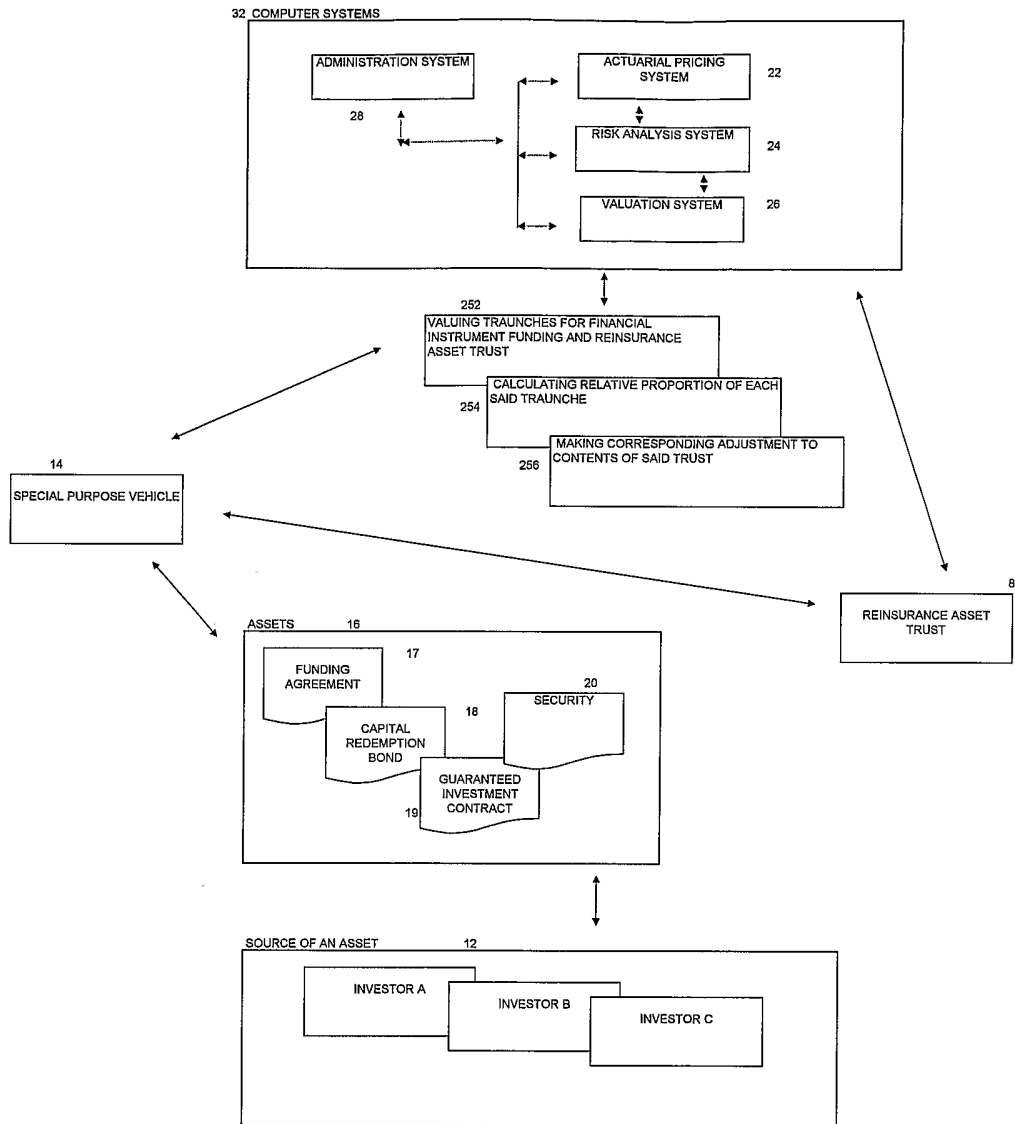 32 COMPUTER SYSTEMS
ADMINISTRATION SYSTEM
28
ACTUARIAL PRICING
SYSTEM
22
RISK ANALYSIS SYSTEM
24
VALUATION SYSTEM
26
252
VALUING TRAUNCHES FOR FINANCIAL
INSTRUMENT FUNDING AND REINSURANCE
ASSET TRUST
CALCULATING RELATIVE PROPORTION OF EACH
SAID TRAUNCHE
254
MAKING CORRESPONDING ADJUSTMENT TO
CONTENTS OF SAID TRUST
256
14
SPECIAL PURPOSE VEHICLE
8
REINSURANCE ASSET
TRUST
ASSETS 16
17
FUNDING
AGREEMENT
18
CAPITAL
REDEMPTION
BOND
20
SECURITY
GUARANTEED
INVESTMENT
CONTRACT
19
SOURCE OF AN ASSET 12
INVESTOR A
INVESTOR B
INVESTOR C